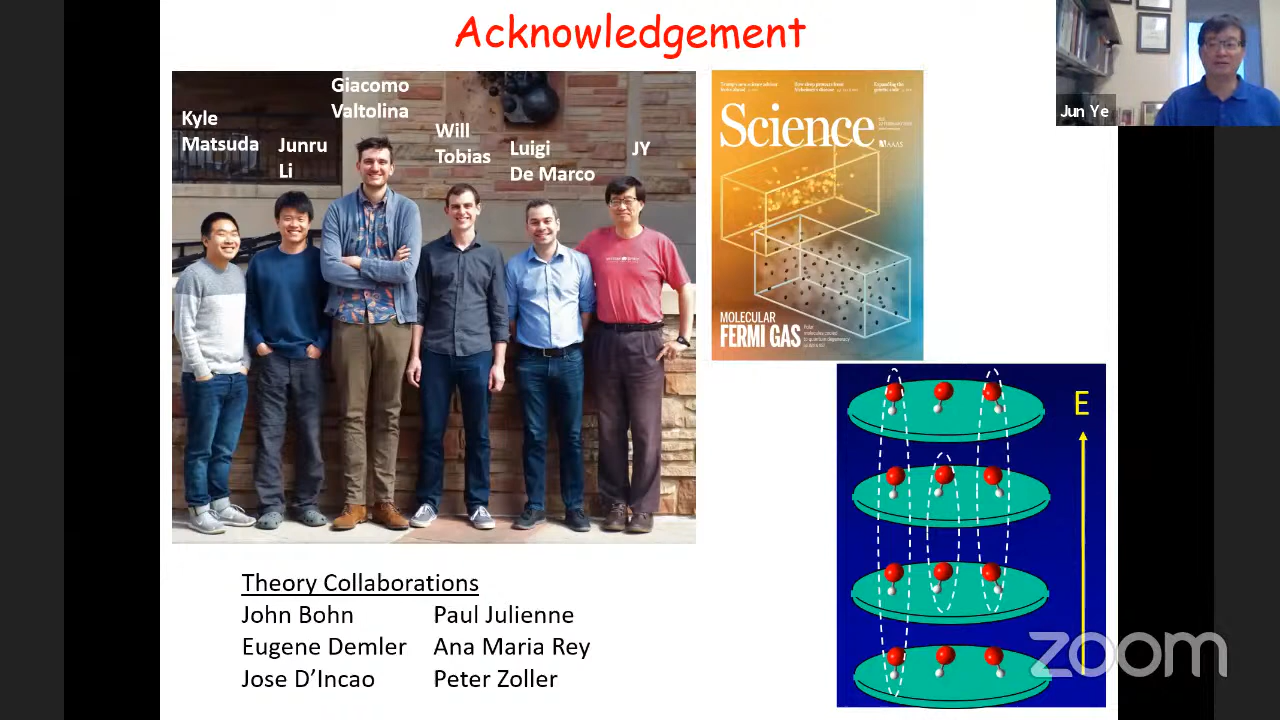 Acknowledgement
Jun Ye
Kyle
Matsuda
Junru
Li
Giacomo
Valtolina
Will
Tobias
Luigi
De Marco
JY
Science
AAAS
MOLECULAR
FERMI GAS
E
Theory Collaborations
John Bohn Paul Julienne
Eugene Demler Ana Maria Rey
Jose D’Incao Peter Zoller
zoom